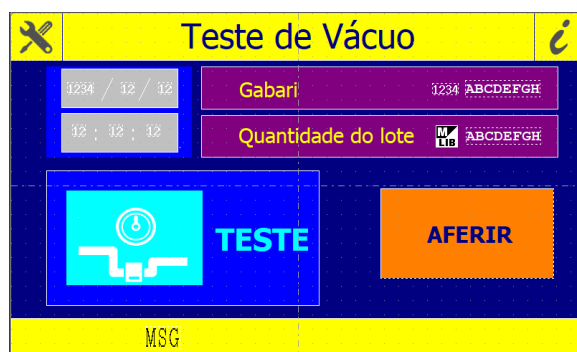 Teste de Vácuo
1234 / 12 / 12
Gabari 1234 ABCDEFGH
12 : 12 : 12
Quantidade do lote M LIB ABCDEFGH
TESTE
AFERIR
MSG